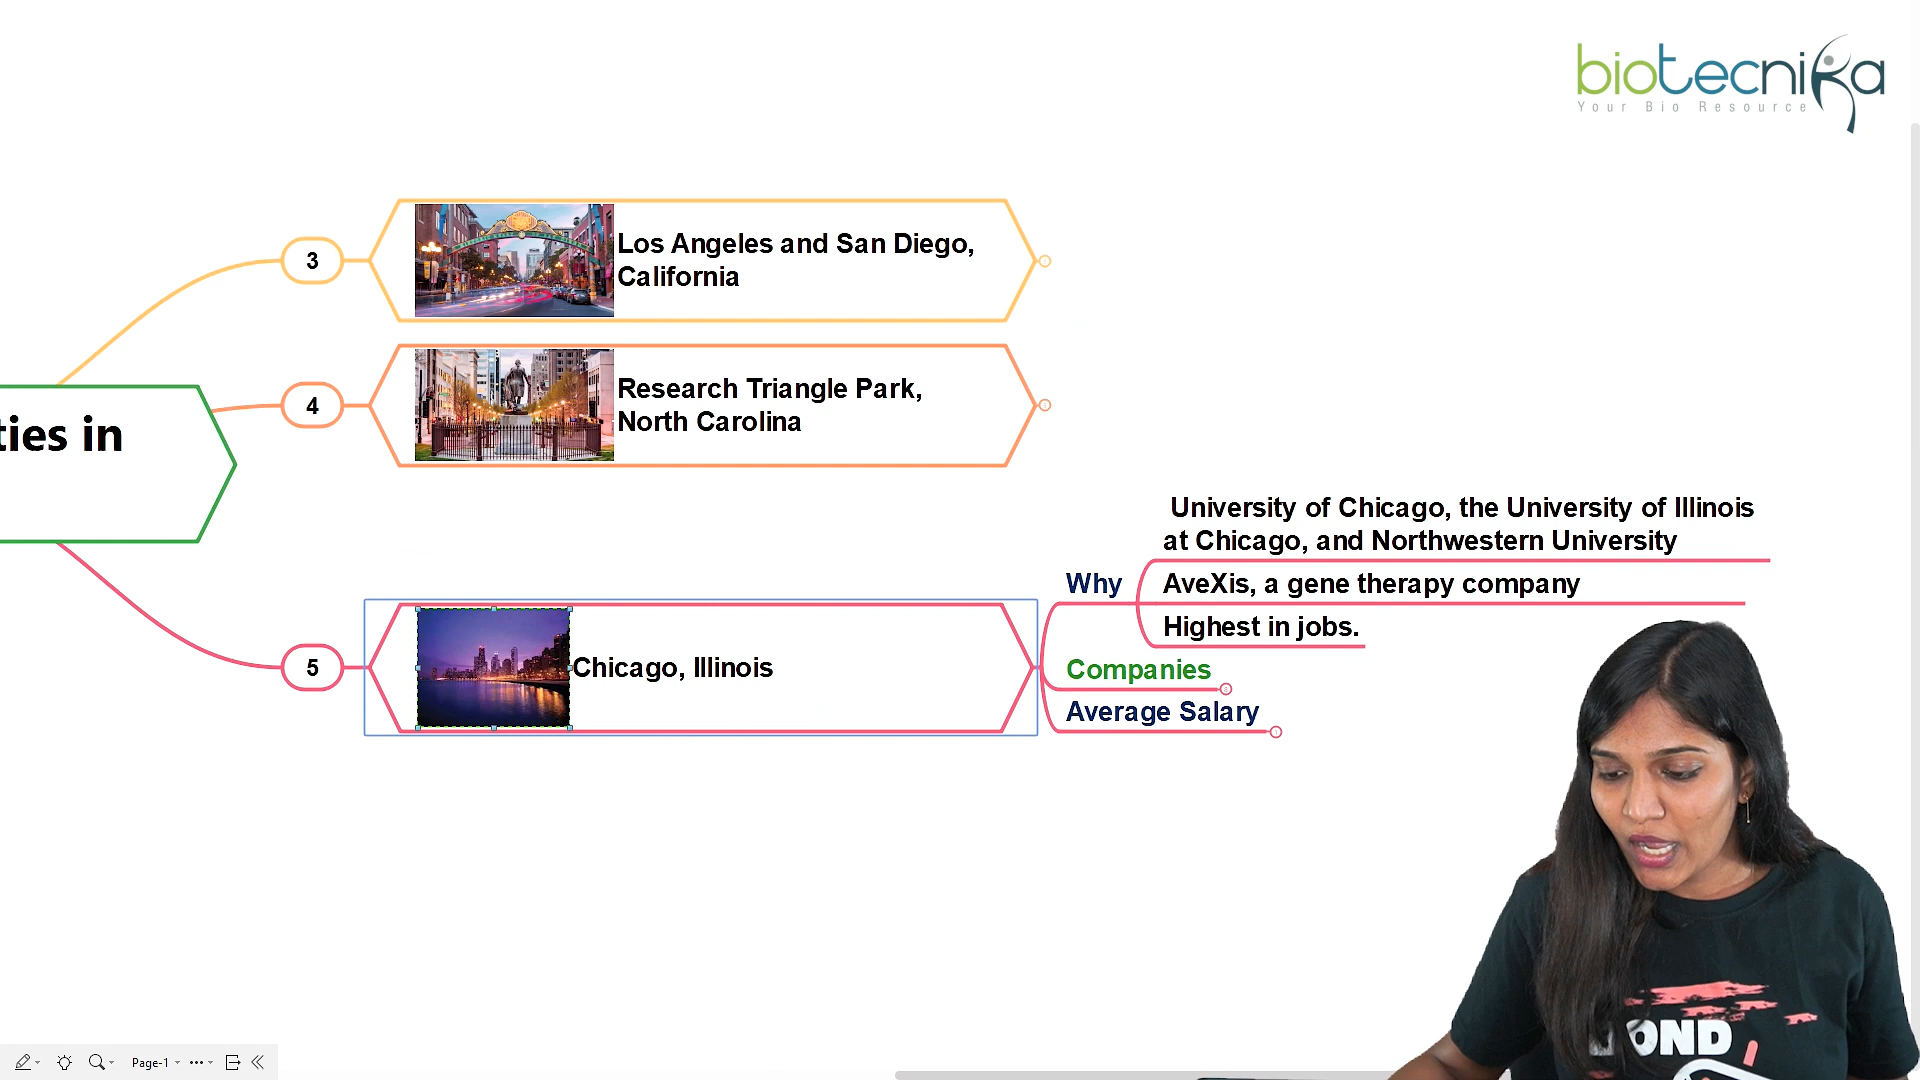 biotecnika
Your Bio Resource
3
Los Angeles and San Diego,
California
4
Research Triangle Park,
North Carolina
ties in
University of Chicago, the University of Illinois
at Chicago, and Northwestern University
Why
AveXis, a gene therapy company
Highest in jobs.
5
Chicago, Illinois
Companies
Average Salary
OND
Page-1